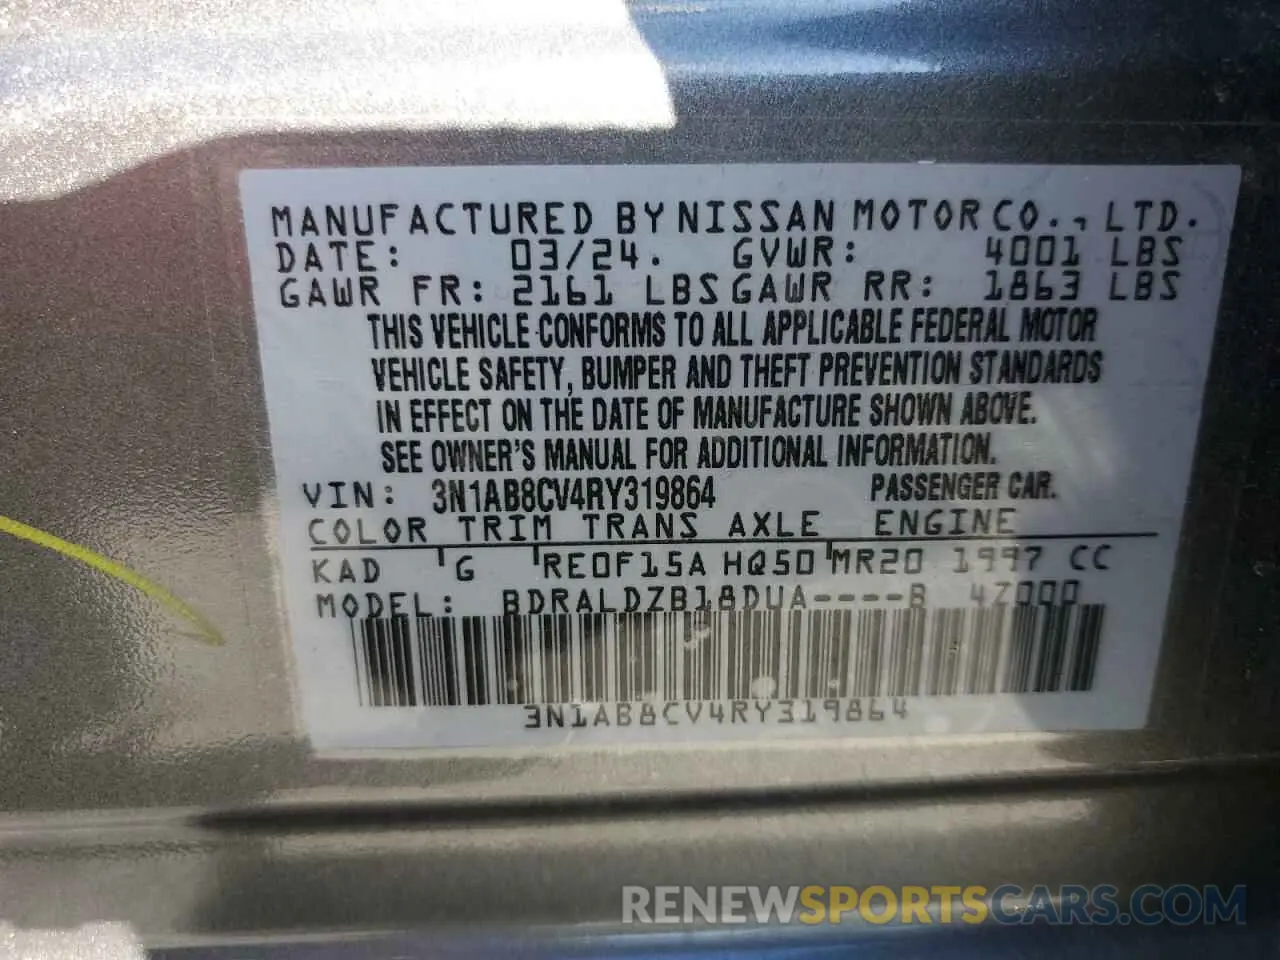 MANUFACTURED BY NISSAN MOTOR CO., LTD.
DATE: 03/24. GVWR: 4001 LBS
GAWR FR: 2161 LBS GAWR RR: 1863 LBS
THIS VEHICLE CONFORMS TO ALL APPLICABLE FEDERAL MOTOR
VEHICLE SAFETY, BUMPER AND THEFT PREVENTION STANDARDS
IN EFFECT ON THE DATE OF MANUFACTURE SHOWN ABOVE.
SEE OWNER'S MANUAL FOR ADDITIONAL INFORMATION.
VIN: 3N1AB8CV4RY319864 PASSENGER CAR.
COLOR TRIM TRANS AXLE ENGINE
KAD G RE0F15A HQ50 MR20 1997 CC
MODEL: BDRALDZB18DUA----B 4Z000
3N1AB8CV4RY319864
RENEWSPORTSCARS.COM